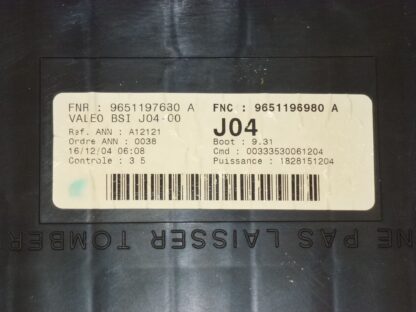 FNR : 9651197680 A FNC : 9651196980 A
VALEO BSI J04-00 J04
Ref. ANN : A12121 Boot : 9.31
Ordre ANN : 0038 Cmd : 00333530061204
16/12/04 06:08 Puissance : 1828151204
Controle : 3 5
NE PAS LAISSER TOMBER